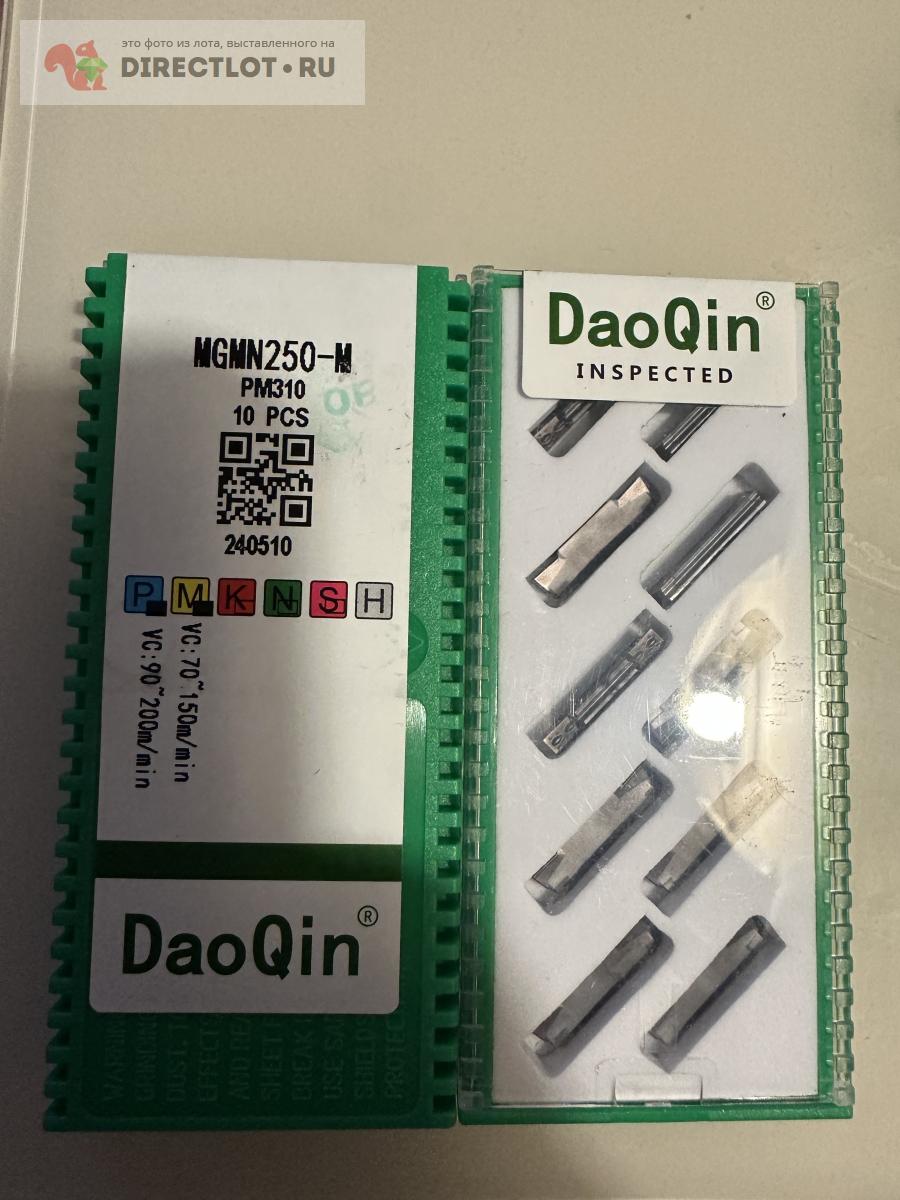 это фото из лота, выставленного на
DIRECTLOT•RU
MGMN250-M
PM310
10 PCS
240510
P M K N S H
VC:70~150m/min
VC:90~200m/min
DaoQin®
DaoQin®
INSPECTED